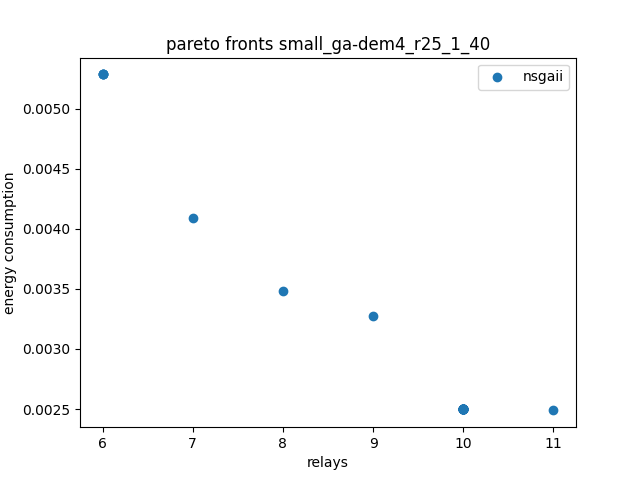 pareto fronts small_ga-dem4_r25_1_40
nsgaii
energy consumption
0.0050
0.0045
0.0040
0.0035
0.0030
0.0025
6 7 8 9 10 11
relays